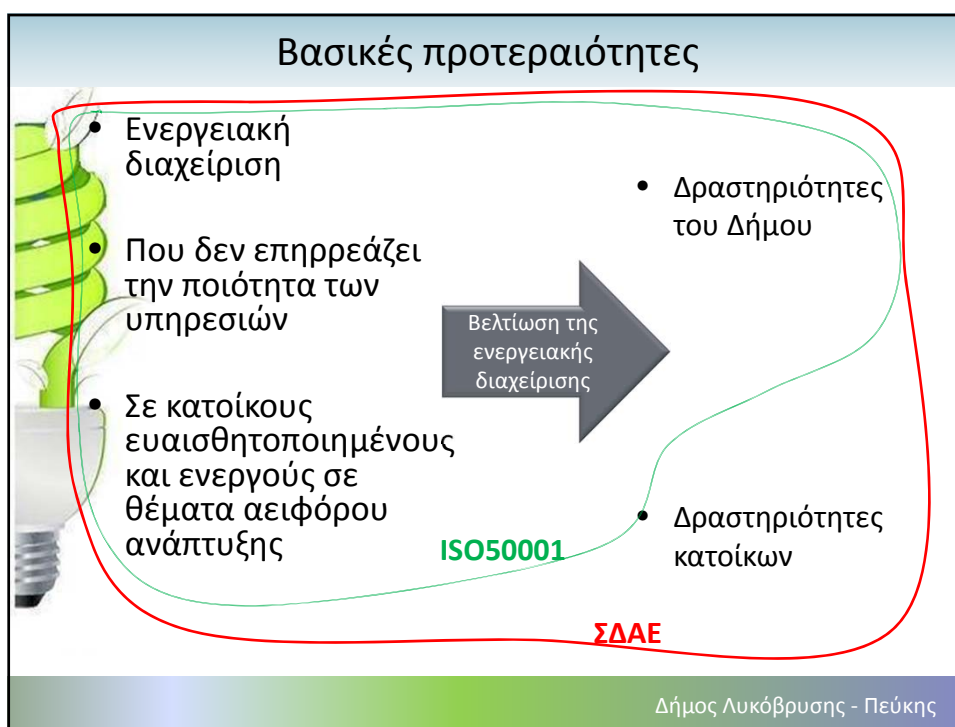 Βασικές προτεραιότητες
• Ενεργειακή
διαχείριση
• Που δεν επηρρεάζει
την ποιότητα των
υπηρεσιών
• Σε κατοίκους
ευαισθητοποιημένους
και ενεργούς σε
θέματα αειφόρου
ανάπτυξης
Βελτίωση της
ενεργειακής
διαχείρισης
• Δραστηριότητες
του Δήμου
• Δραστηριότητες
κατοίκων
ISO50001
ΣΔΑΕ
Δήμος Λυκόβρυσης - Πεύκης